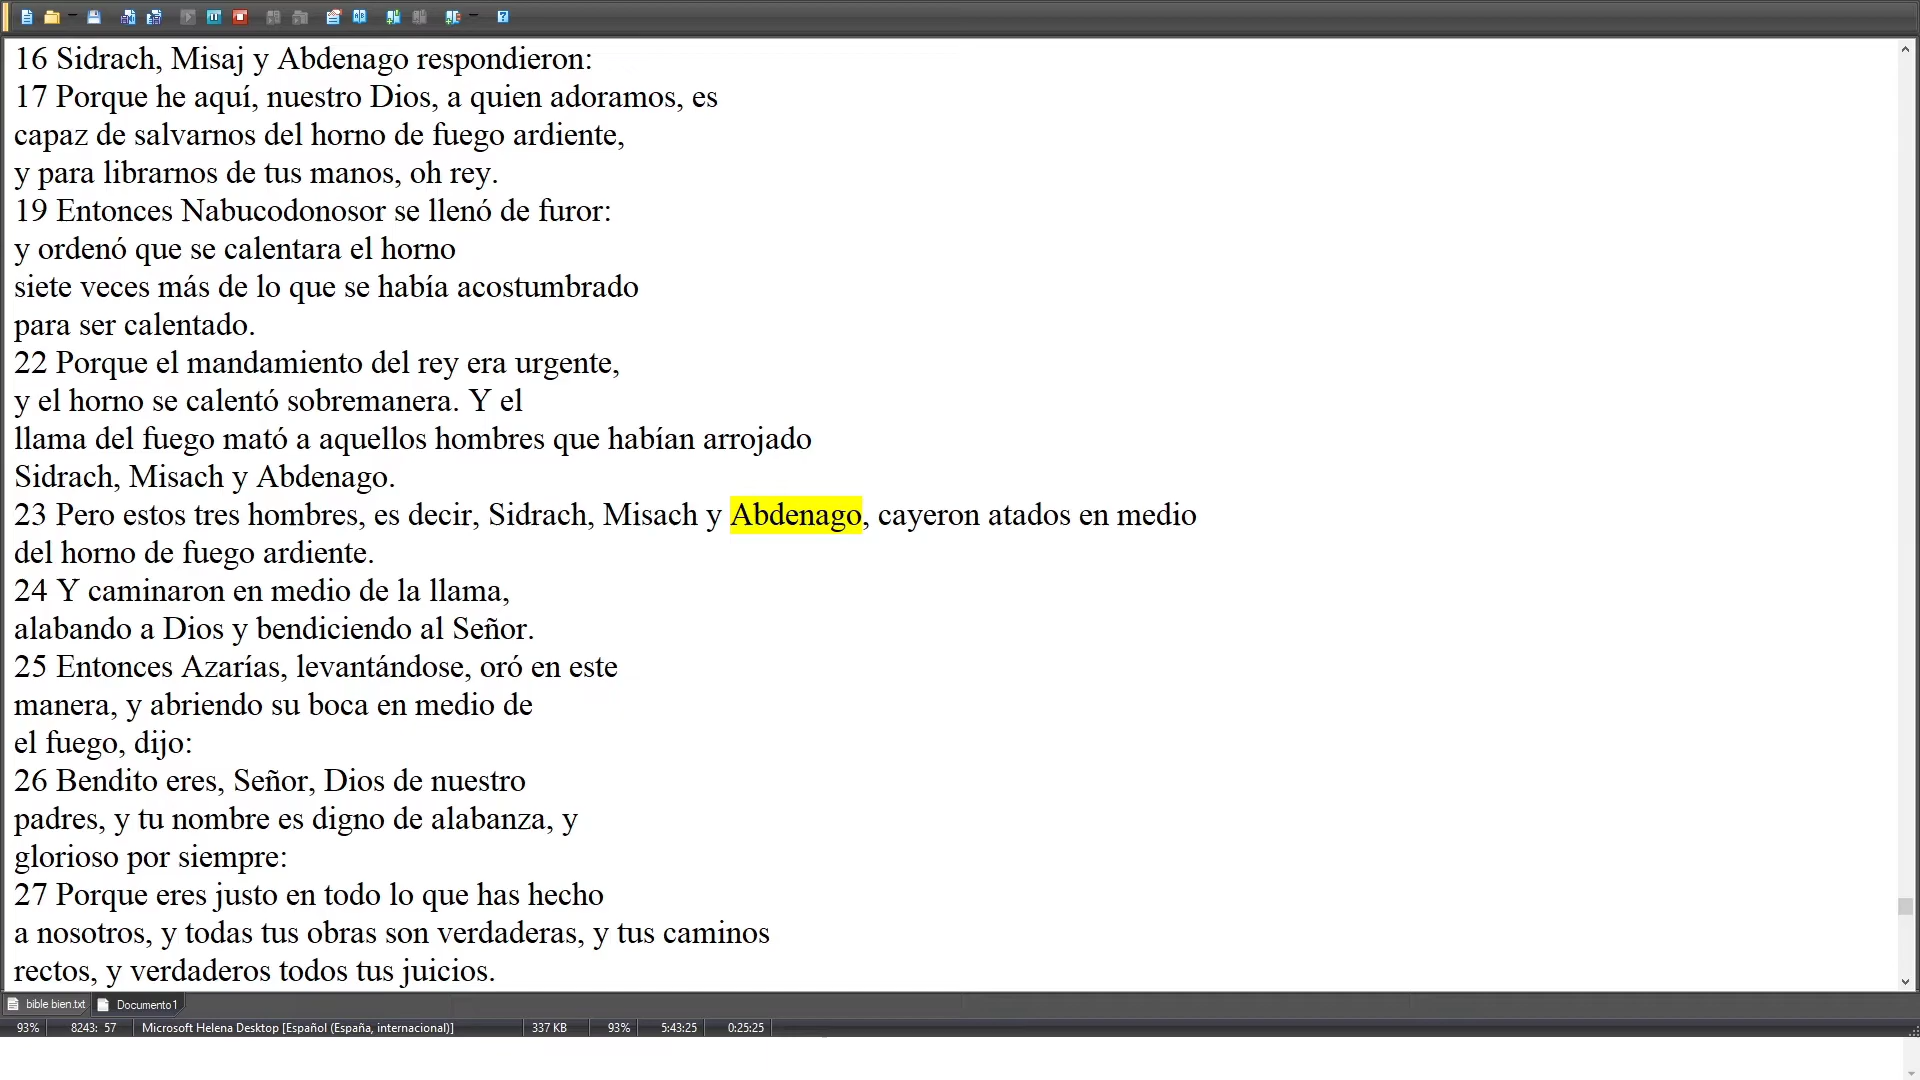 16 Sidrach, Misaj y Abdenago respondieron:
17 Porque he aquí, nuestro Dios, a quien adoramos, es
capaz de salvarnos del horno de fuego ardiente,
y para librarnos de tus manos, oh rey.
19 Entonces Nabucodonosor se llenó de furor:
y ordenó que se calentara el horno
siete veces más de lo que se había acostumbrado
para ser calentado.
22 Porque el mandamiento del rey era urgente,
y el horno se calentó sobremanera. Y el
llama del fuego mató a aquellos hombres que habían arrojado
Sidrach, Misach y Abdenago.
23 Pero estos tres hombres, es decir, Sidrach, Misach y Abdenago, cayeron atados en medio
del horno de fuego ardiente.
24 Y caminaron en medio de la llama,
alabando a Dios y bendiciendo al Señor.
25 Entonces Azarías, levantándose, oró en este
manera, y abriendo su boca en medio de
el fuego, dijo:
26 Bendito eres, Señor, Dios de nuestro
padres, y tu nombre es digno de alabanza, y
glorioso por siempre:
27 Porque eres justo en todo lo que has hecho
a nosotros, y todas tus obras son verdaderas, y tus caminos
rectos, y verdaderos todos tus juicios.
bible bien.txt Documento1
93% 8243: 57 Microsoft Helena Desktop [Español (España, internacional)] 337 KB 93% 5:43:25 0:25:25